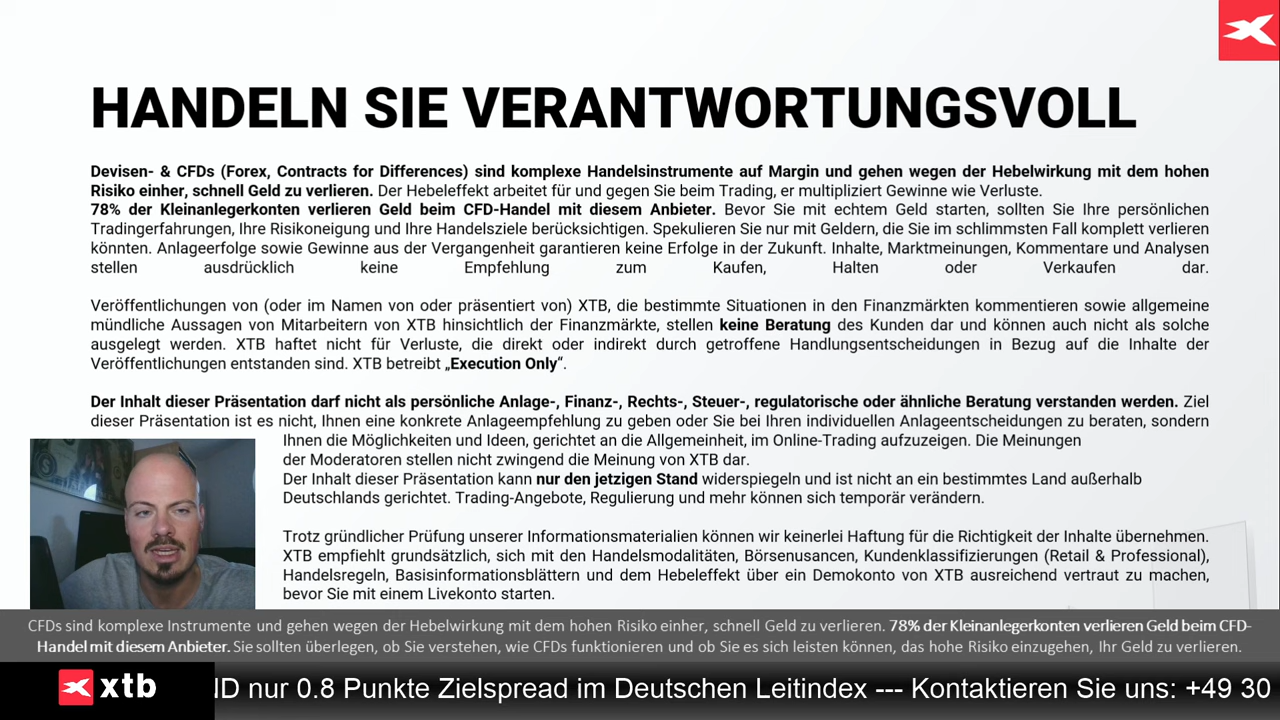 HANDELN SIE VERANTWORTUNGSVOLL
Devisen- & CFDs (Forex, Contracts for Differences) sind komplexe Handelsinstrumente auf Margin und gehen wegen der Hebelwirkung mit dem hohen
Risiko einher, schnell Geld zu verlieren. Der Hebeleffekt arbeitet für und gegen Sie beim Trading, er multipliziert Gewinne wie Verluste.
78% der Kleinanlegerkonten verlieren Geld beim CFD-Handel mit diesem Anbieter. Bevor Sie mit echtem Geld starten, sollten Sie Ihre persönlichen
Tradingerfahrungen, Ihre Risikoneigung und Ihre Handelsziele berücksichtigen. Spekulieren Sie nur mit Geldern, die Sie im schlimmsten Fall komplett verlieren
könnten. Anlageerfolge sowie Gewinne aus der Vergangenheit garantieren keine Erfolge in der Zukunft. Inhalte, Marktmeinungen, Kommentare und Analysen
stellen ausdrücklich keine Empfehlung zum Kaufen, Halten oder Verkaufen dar.
Veröffentlichungen von (oder im Namen von oder präsentiert von) XTB, die bestimmte Situationen in den Finanzmärkten kommentieren sowie allgemeine
mündliche Aussagen von Mitarbeitern von XTB hinsichtlich der Finanzmärkte, stellen keine Beratung des Kunden dar und können auch nicht als solche
ausgelegt werden. XTB haftet nicht für Verluste, die direkt oder indirekt durch getroffene Handlungsentscheidungen in Bezug auf die Inhalte der
Veröffentlichungen entstanden sind. XTB betreibt „Execution Only“.
Der Inhalt dieser Präsentation darf nicht als persönliche Anlage-, Finanz-, Rechts-, Steuer-, regulatorische oder ähnliche Beratung verstanden werden. Ziel
dieser Präsentation ist es nicht, Ihnen eine konkrete Anlageempfehlung zu geben oder Sie bei Ihren individuellen Anlageentscheidungen zu beraten, sondern
Ihnen die Möglichkeiten und Ideen, gerichtet an die Allgemeinheit, im Online-Trading aufzuzeigen. Die Meinungen
der Moderatoren stellen nicht zwingend die Meinung von XTB dar.
Der Inhalt dieser Präsentation kann nur den jetzigen Stand widerspiegeln und ist nicht an ein bestimmtes Land außerhalb
Deutschlands gerichtet. Trading-Angebote, Regulierung und mehr können sich temporär verändern.
Trotz gründlicher Prüfung unserer Informationsmaterialien können wir keinerlei Haftung für die Richtigkeit der Inhalte übernehmen.
XTB empfiehlt grundsätzlich, sich mit den Handelsmodalitäten, Börsenusancen, Kundenklassifizierungen (Retail & Professional),
Handelsregeln, Basisinformationsblättern und dem Hebeleffekt über ein Demokonto von XTB ausreichend vertraut zu machen,
bevor Sie mit einem Livekonto starten.
CFDs sind komplexe Instrumente und gehen wegen der Hebelwirkung mit dem hohen Risiko einher, schnell Geld zu verlieren. 78% der Kleinanlegerkonten verlieren Geld beim CFD-
Handel mit diesem Anbieter. Sie sollten überlegen, ob Sie verstehen, wie CFDs funktionieren und ob Sie es sich leisten können, das hohe Risiko einzugehen, Ihr Geld zu verlieren.
xtb ND nur 0.8 Punkte Zielspread im Deutschen Leitindex --- Kontaktieren Sie uns: +49 30